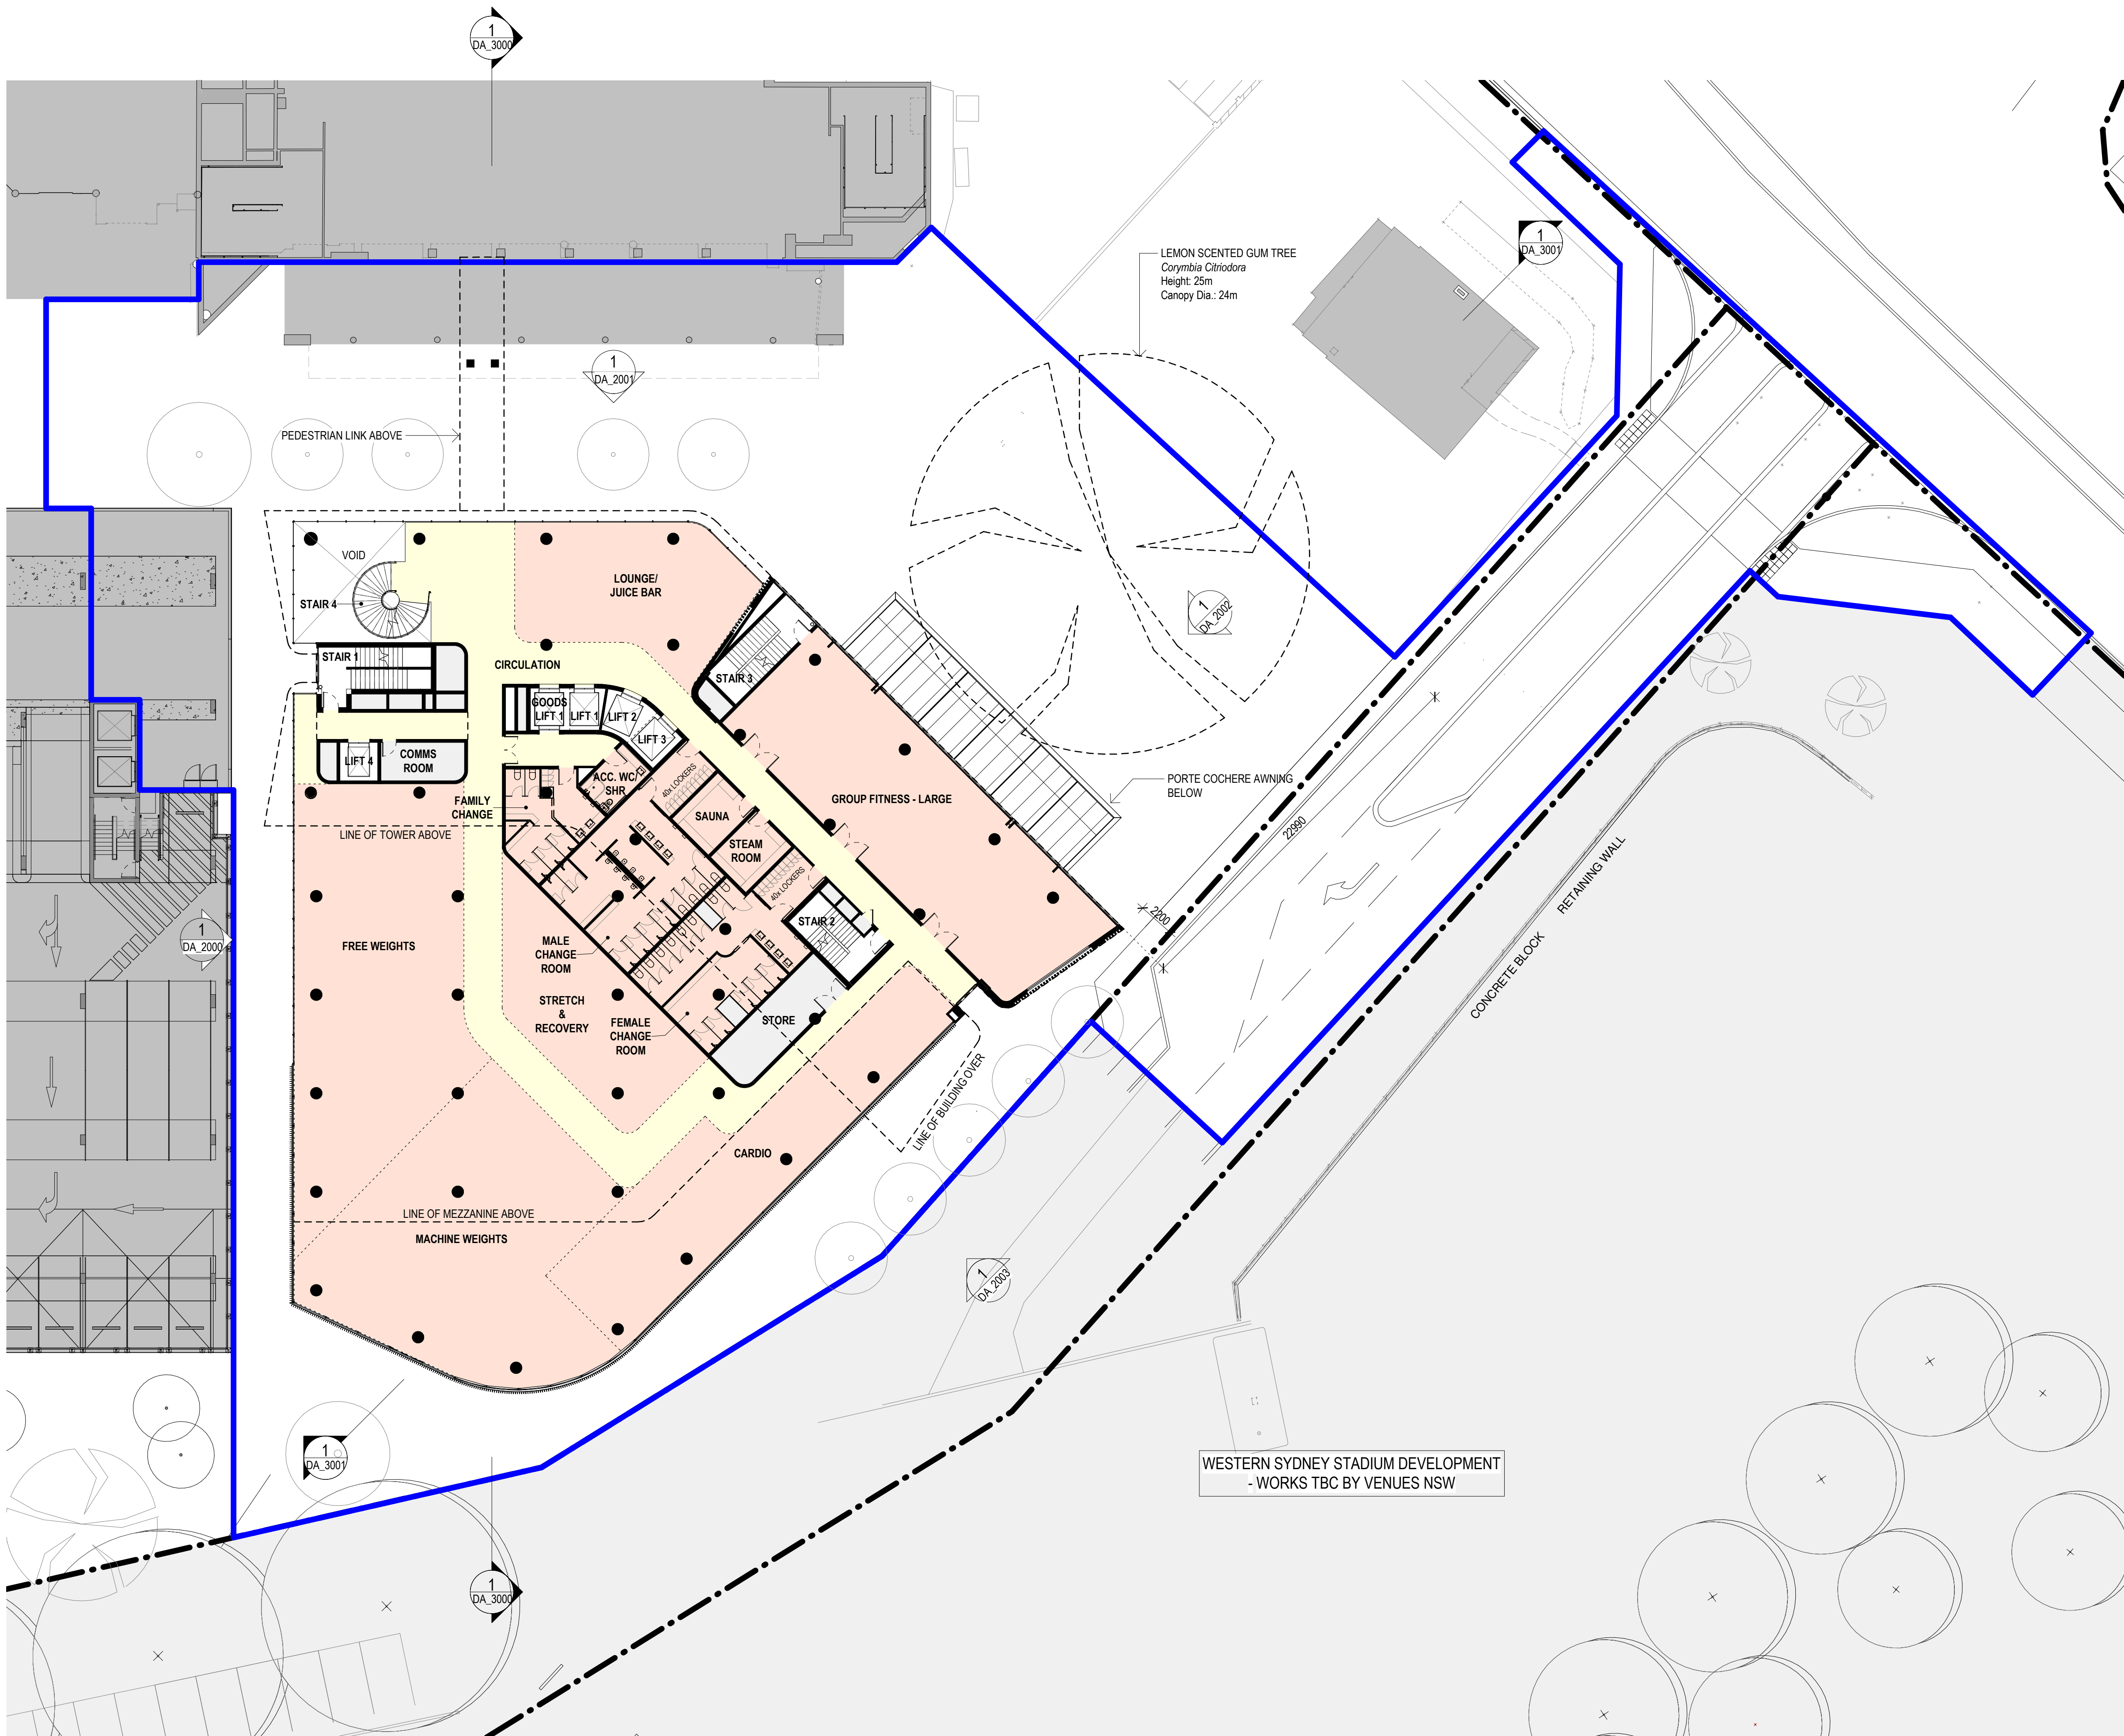 1
DA_3000
LEMON SCENTED GUM TREE
Corymbia Citriodora
Height: 25m
Canopy Dia.: 24m
1
DA_3001
1
DA_2001
PEDESTRIAN LINK ABOVE
VOID
STAIR 4
LOUNGE/
JUICE BAR
1
DA_2002
STAIR 1
CIRCULATION
STAIR 3
GOODS
LIFT 1
LIFT 1
LIFT 2
LIFT 3
LIFT 4
COMMS
ROOM
ACC. WC/
SHR
40x LOCKERS
FAMILY
CHANGE
SAUNA
GROUP FITNESS - LARGE
PORTE COCHERE AWNING
BELOW
LINE OF TOWER ABOVE
STEAM
ROOM
40x LOCKERS
22990
STAIR 2
2200
CONCRETE BLOCK
RETAINING WALL
1
DA_2000
FREE WEIGHTS
MALE
CHANGE
ROOM
STRETCH
&
RECOVERY
FEMALE
CHANGE
ROOM
STORE
LINE OF BUILDING OVER
CARDIO
LINE OF MEZZANINE ABOVE
MACHINE WEIGHTS
1
DA_2003
1
DA_3001
WESTERN SYDNEY STADIUM DEVELOPMENT
- WORKS TBC BY VENUES NSW
1
DA_3000